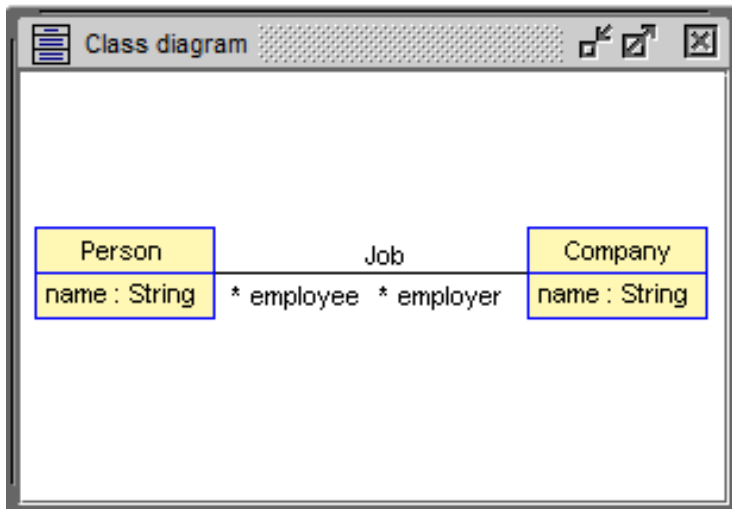 Class diagram
Person
Job
Company
name : String
* employee * employer
name : String